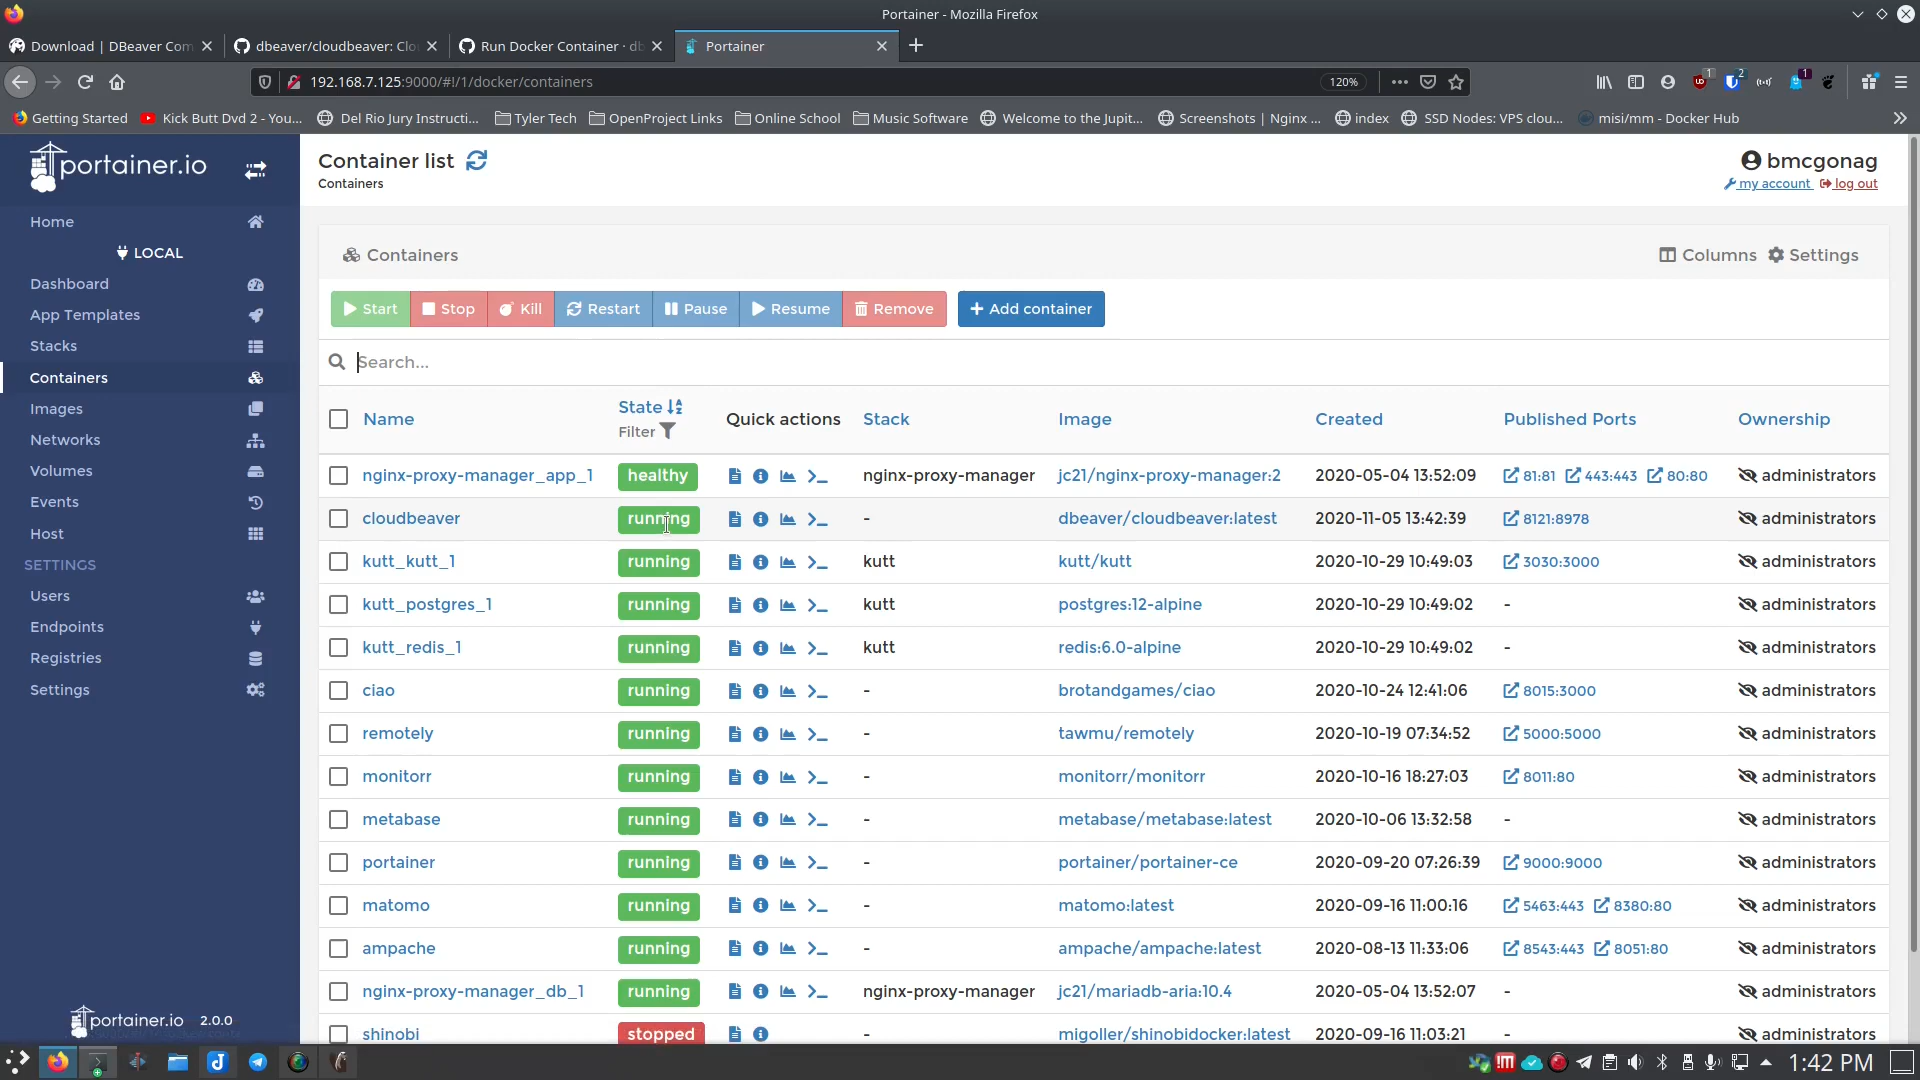 Portainer - Mozilla Firefox
Download | DBeaver Com
dbeaver/cloudbeaver: Clo
Run Docker Container · db
Portainer
192.168.7.125:9000/#!/1/docker/containers
120%
1
2
1
Getting Started
Kick Butt Dvd 2 - You...
Del Rio Jury Instructi...
Tyler Tech
OpenProject Links
Online School
Music Software
Welcome to the Jupit...
Screenshots | Nginx ...
index
SSD Nodes: VPS clou...
misi/mm - Docker Hub
portainer.io
Home
LOCAL
Dashboard
App Templates
Stacks
Containers
Images
Networks
Volumes
Events
Host
SETTINGS
Users
Endpoints
Registries
Settings
portainer.io 2.0.0
Container list
Containers
bmcgonag
my account log out
Containers
Columns Settings
Start Stop Kill Restart Pause Resume Remove Add container
Search...
Name State Filter Quick actions Stack Image Created Published Ports Ownership
nginx-proxy-manager_app_1 healthy nginx-proxy-manager jc21/nginx-proxy-manager:2 2020-05-04 13:52:09 81:81 443:443 80:80 administrators
cloudbeaver running - dbeaver/cloudbeaver:latest 2020-11-05 13:42:39 8121:8978 administrators
kutt_kutt_1 running kutt kutt/kutt 2020-10-29 10:49:03 3030:3000 administrators
kutt_postgres_1 running kutt postgres:12-alpine 2020-10-29 10:49:02 - administrators
kutt_redis_1 running kutt redis:6.0-alpine 2020-10-29 10:49:02 - administrators
ciao running - brotandgames/ciao 2020-10-24 12:41:06 8015:3000 administrators
remotely running - tawmu/remotely 2020-10-19 07:34:52 5000:5000 administrators
monitorr running - monitorr/monitorr 2020-10-16 18:27:03 8011:80 administrators
metabase running - metabase/metabase:latest 2020-10-06 13:32:58 - administrators
portainer running - portainer/portainer-ce 2020-09-20 07:26:39 9000:9000 administrators
matomo running - matomo:latest 2020-09-16 11:00:16 5463:443 8380:80 administrators
ampache running - ampache/ampache:latest 2020-08-13 11:33:06 8543:443 8051:80 administrators
nginx-proxy-manager_db_1 running nginx-proxy-manager jc21/mariadb-aria:10.4 2020-05-04 13:52:07 - administrators
shinobi stopped - migoller/shinobidocker:latest 2020-09-16 11:03:21 - administrators
1:42 PM